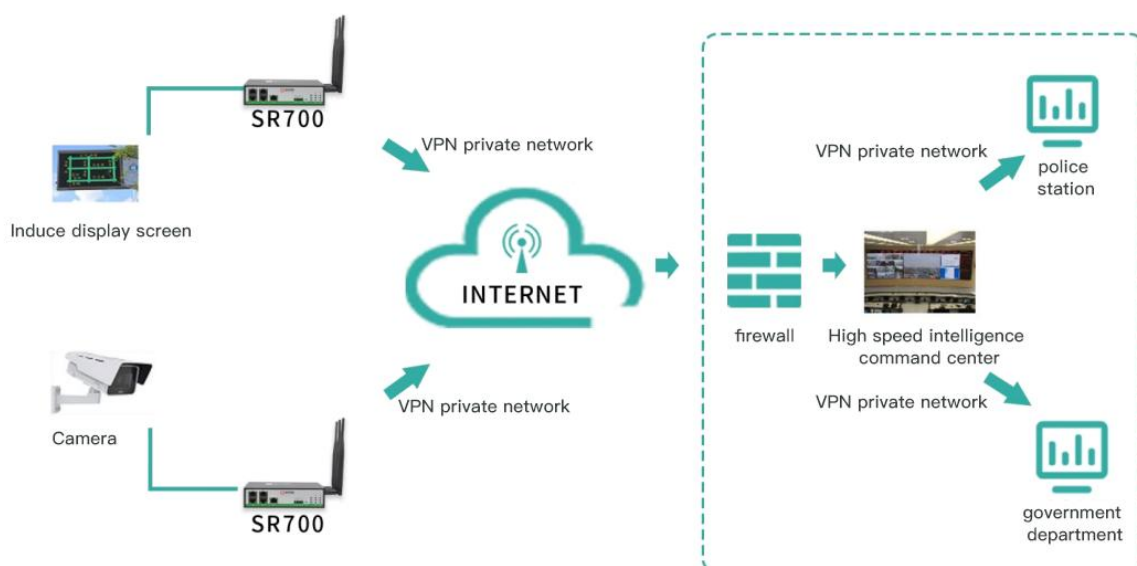 SR700
VPN private network
Induce display screen
INTERNET
Camera
VPN private network
SR700
VPN private network
police
station
firewall
High speed intelligence
command center
VPN private network
government
department